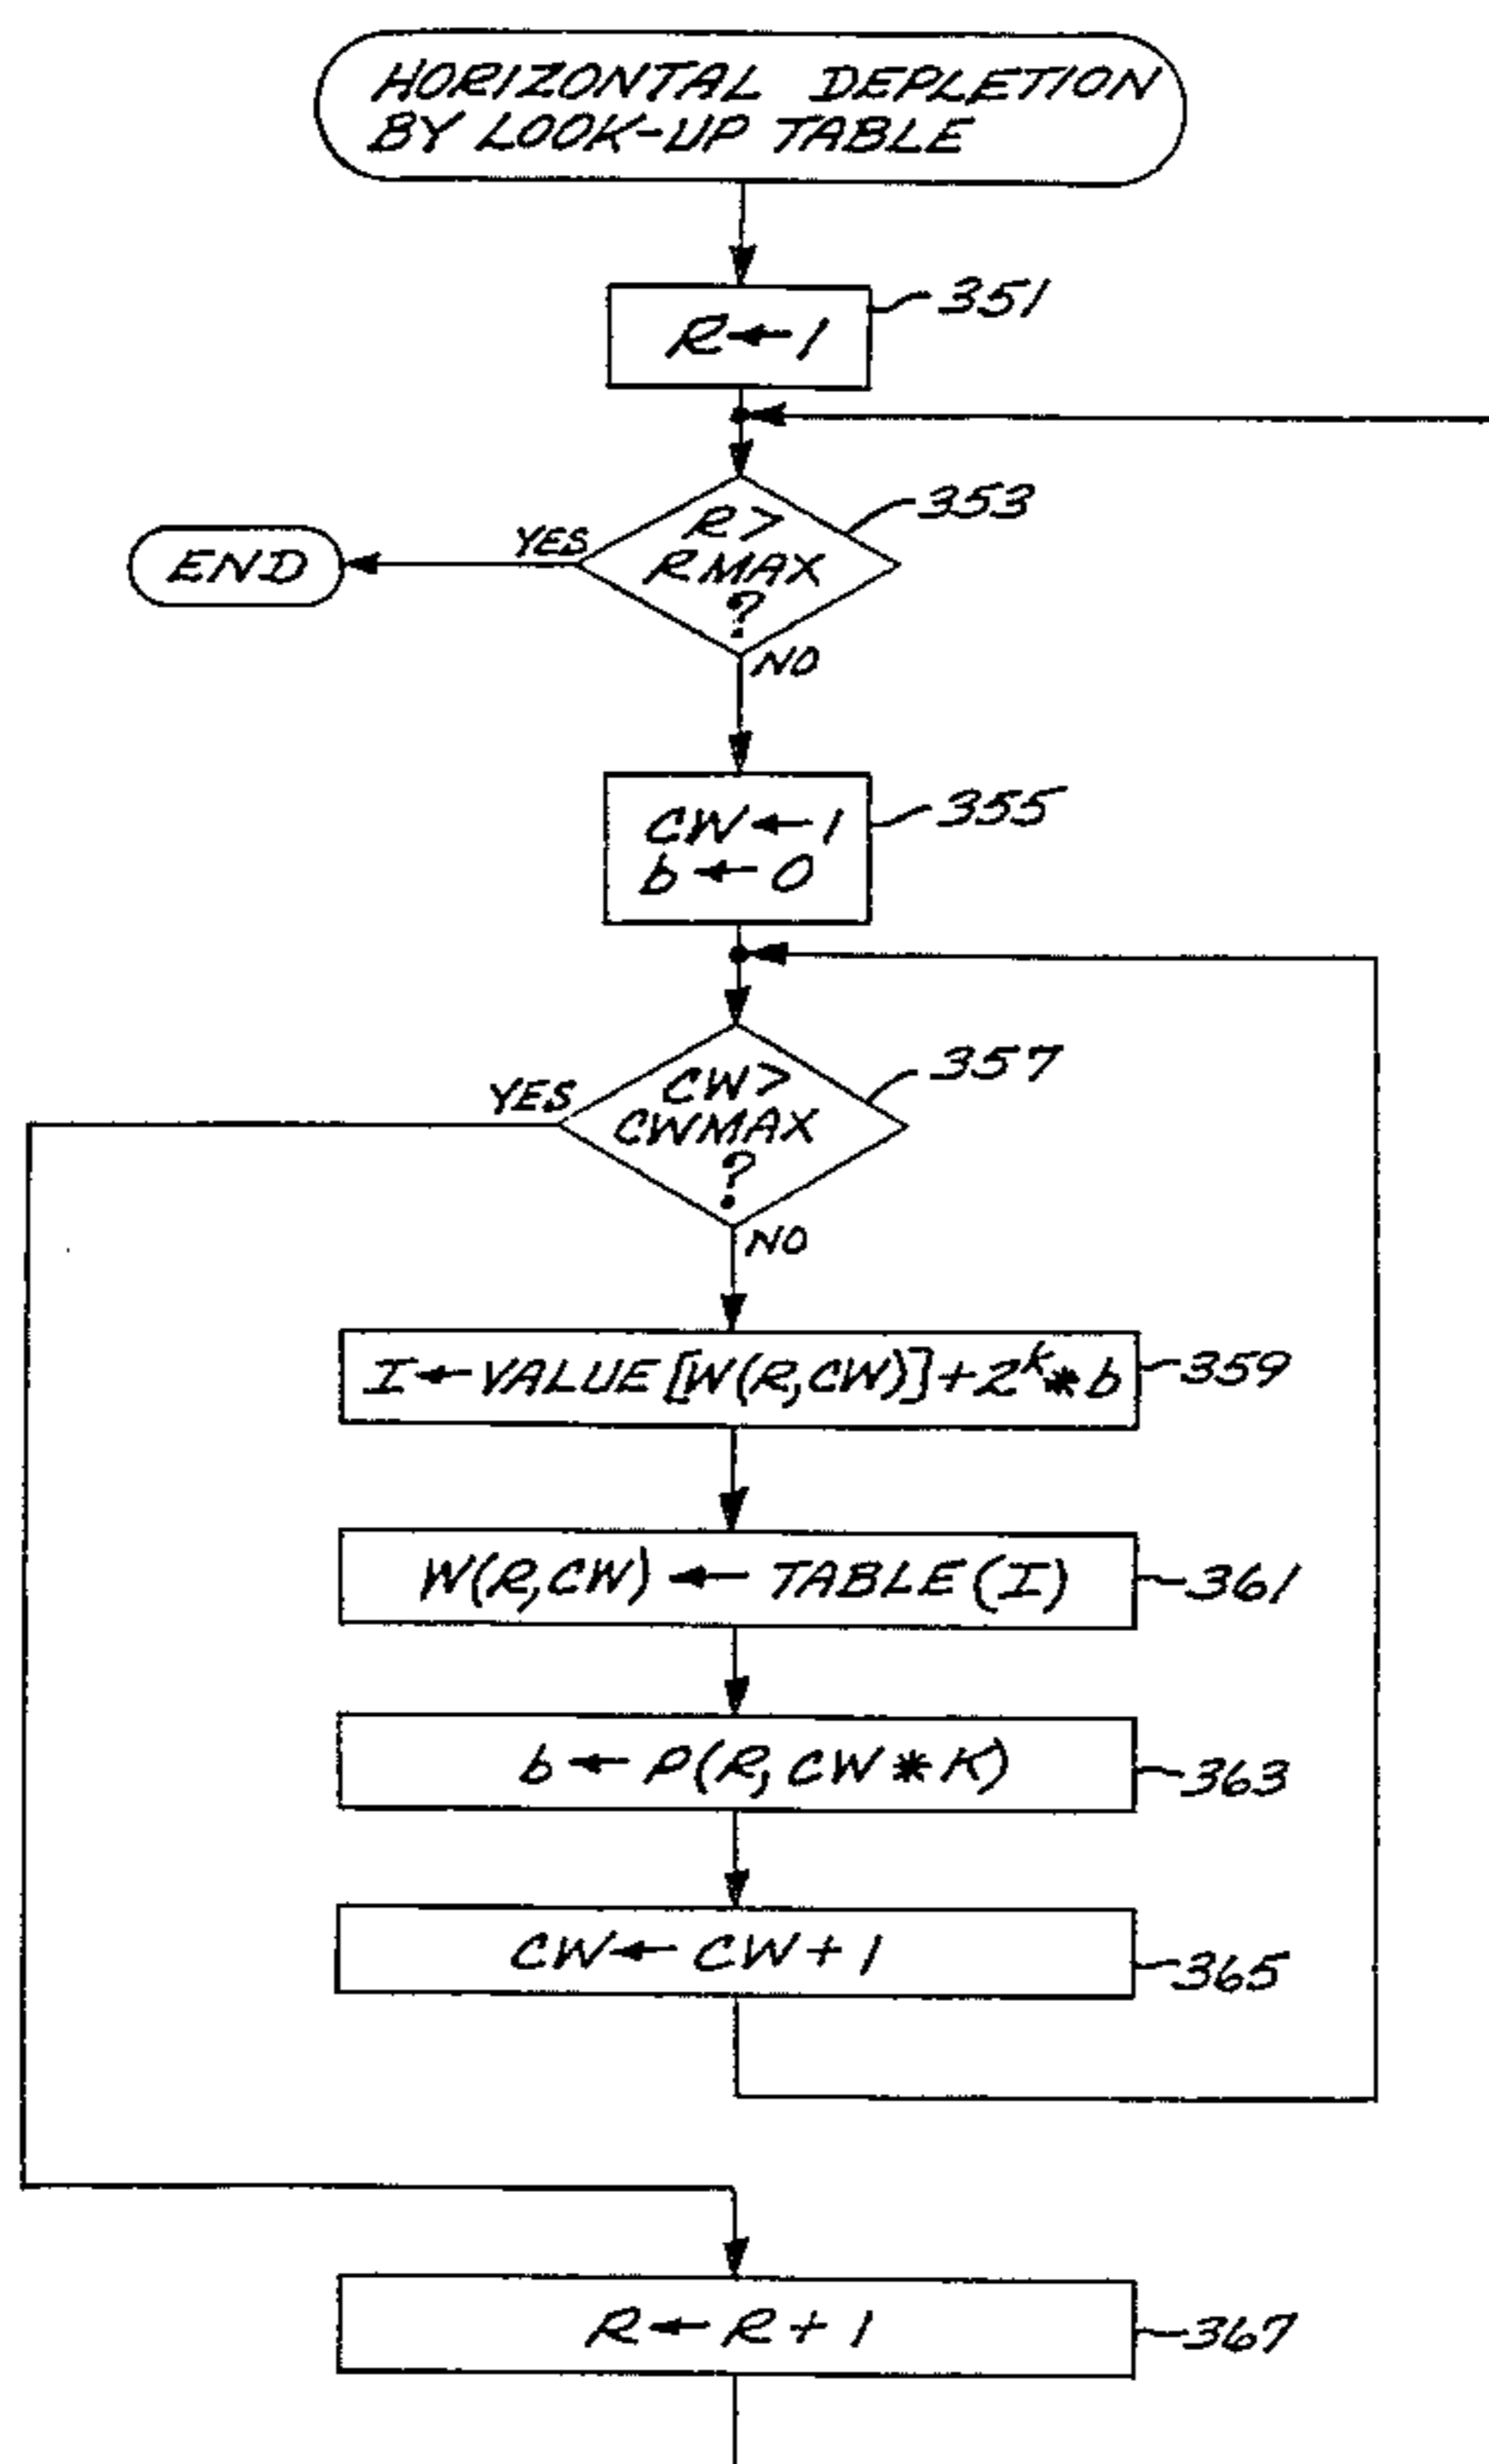 HORIZONTAL DEPLETION
BY LOOK-UP TABLE
R←1
351
R>
RMAX
?
353
YES
END
NO
CW←1
b←0
355
CW>
CWMAX
?
357
YES
NO
I←VALUE[W(R,CW)]+2^k*b
359
W(R,CW) ← TABLE(I)
361
b←P(R,CW*K)
363
CW←CW+1
365
R←R+1
367